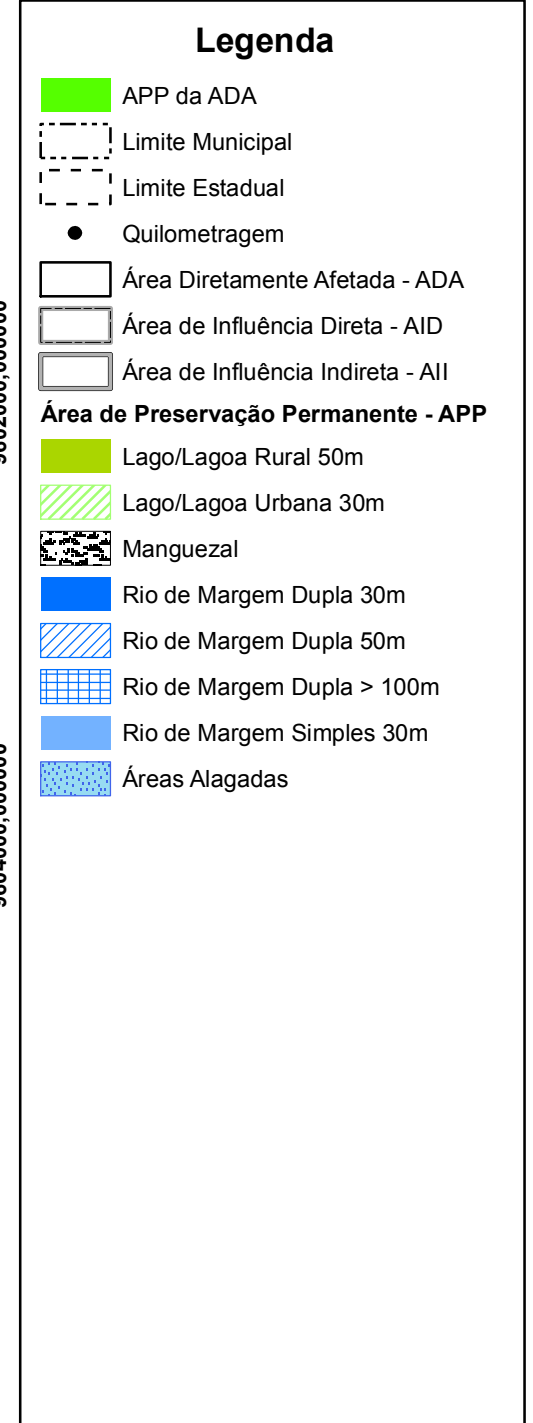 Legenda
APP da ADA
Limite Municipal
Limite Estadual
Quilometragem
Área Diretamente Afetada - ADA
Área de Influência Direta - AID
Área de Influência Indireta - AII
Área de Preservação Permanente - APP
Lago/Lagoa Rural 50m
Lago/Lagoa Urbana 30m
Manguezal
Rio de Margem Dupla 30m
Rio de Margem Dupla 50m
Rio de Margem Dupla > 100m
Rio de Margem Simples 30m
Áreas Alagadas